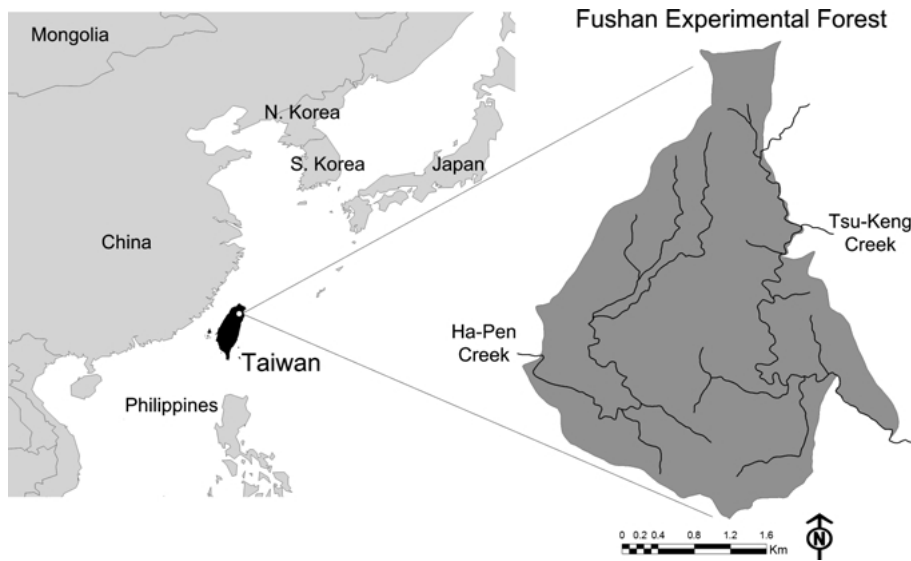 Fushan Experimental Forest
Mongolia
N. Korea
S. Korea
Japan
China
Tsu-Keng
Creek
Ha-Pen
Creek
Taiwan
Philippines
0 0.2 0.4 0.8 1.2 1.6
Km
N